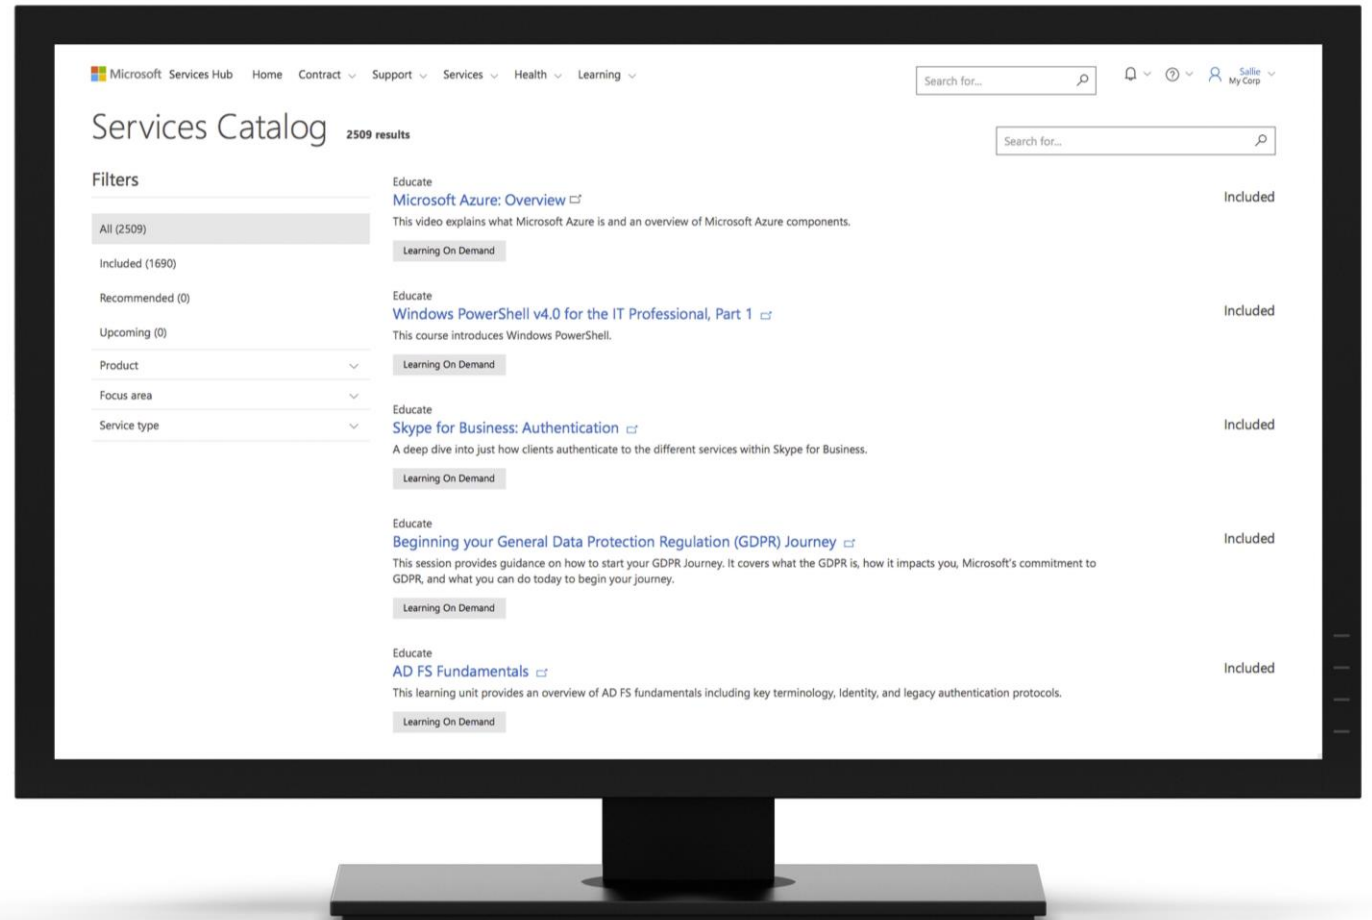 Microsoft Services Hub Home Contract Support Services Health Learning
Search for...
Sallie
My Corp
Services Catalog 2509 results
Search for...
Filters
All (2509)
Included (1690)
Recommended (0)
Upcoming (0)
Product
Focus area
Service type
Educate
Microsoft Azure: Overview
Included
This video explains what Microsoft Azure is and an overview of Microsoft Azure components.
Learning On Demand
Educate
Windows PowerShell v4.0 for the IT Professional, Part 1
Included
This course introduces Windows PowerShell.
Learning On Demand
Educate
Skype for Business: Authentication
Included
A deep dive into just how clients authenticate to the different services within Skype for Business.
Learning On Demand
Educate
Beginning your General Data Protection Regulation (GDPR) Journey
Included
This session provides guidance on how to start your GDPR Journey. It covers what the GDPR is, how it impacts you, Microsoft's commitment to
GDPR, and what you can do today to begin your journey.
Learning On Demand
Educate
AD FS Fundamentals
Included
This learning unit provides an overview of AD FS fundamentals including key terminology, Identity, and legacy authentication protocols.
Learning On Demand